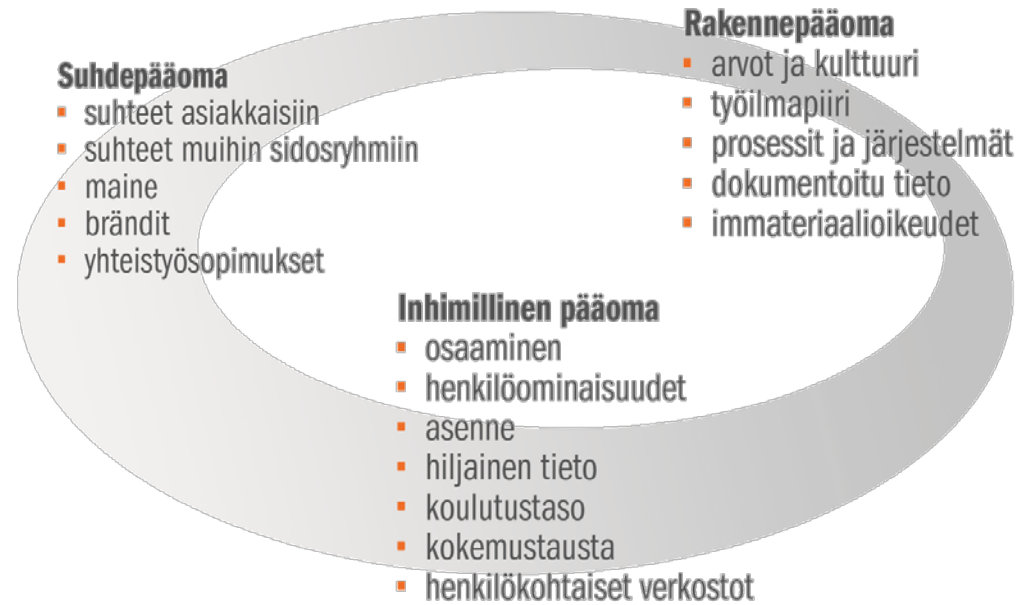 Suhdepääoma
suhteet asiakkaisiin
suhteet muihin sidosryhmiin
maine
brändit
yhteistyösopimukset
Rakennepääoma
arvot ja kulttuuri
työilmapiiri
prosessit ja järjestelmät
dokumentoitu tieto
immateriaalioikeudet
Inhimillinen pääoma
osaaminen
henkilöominaisuudet
asenne
hiljainen tieto
koulutustaso
kokemustausta
henkilökohtaiset verkostot